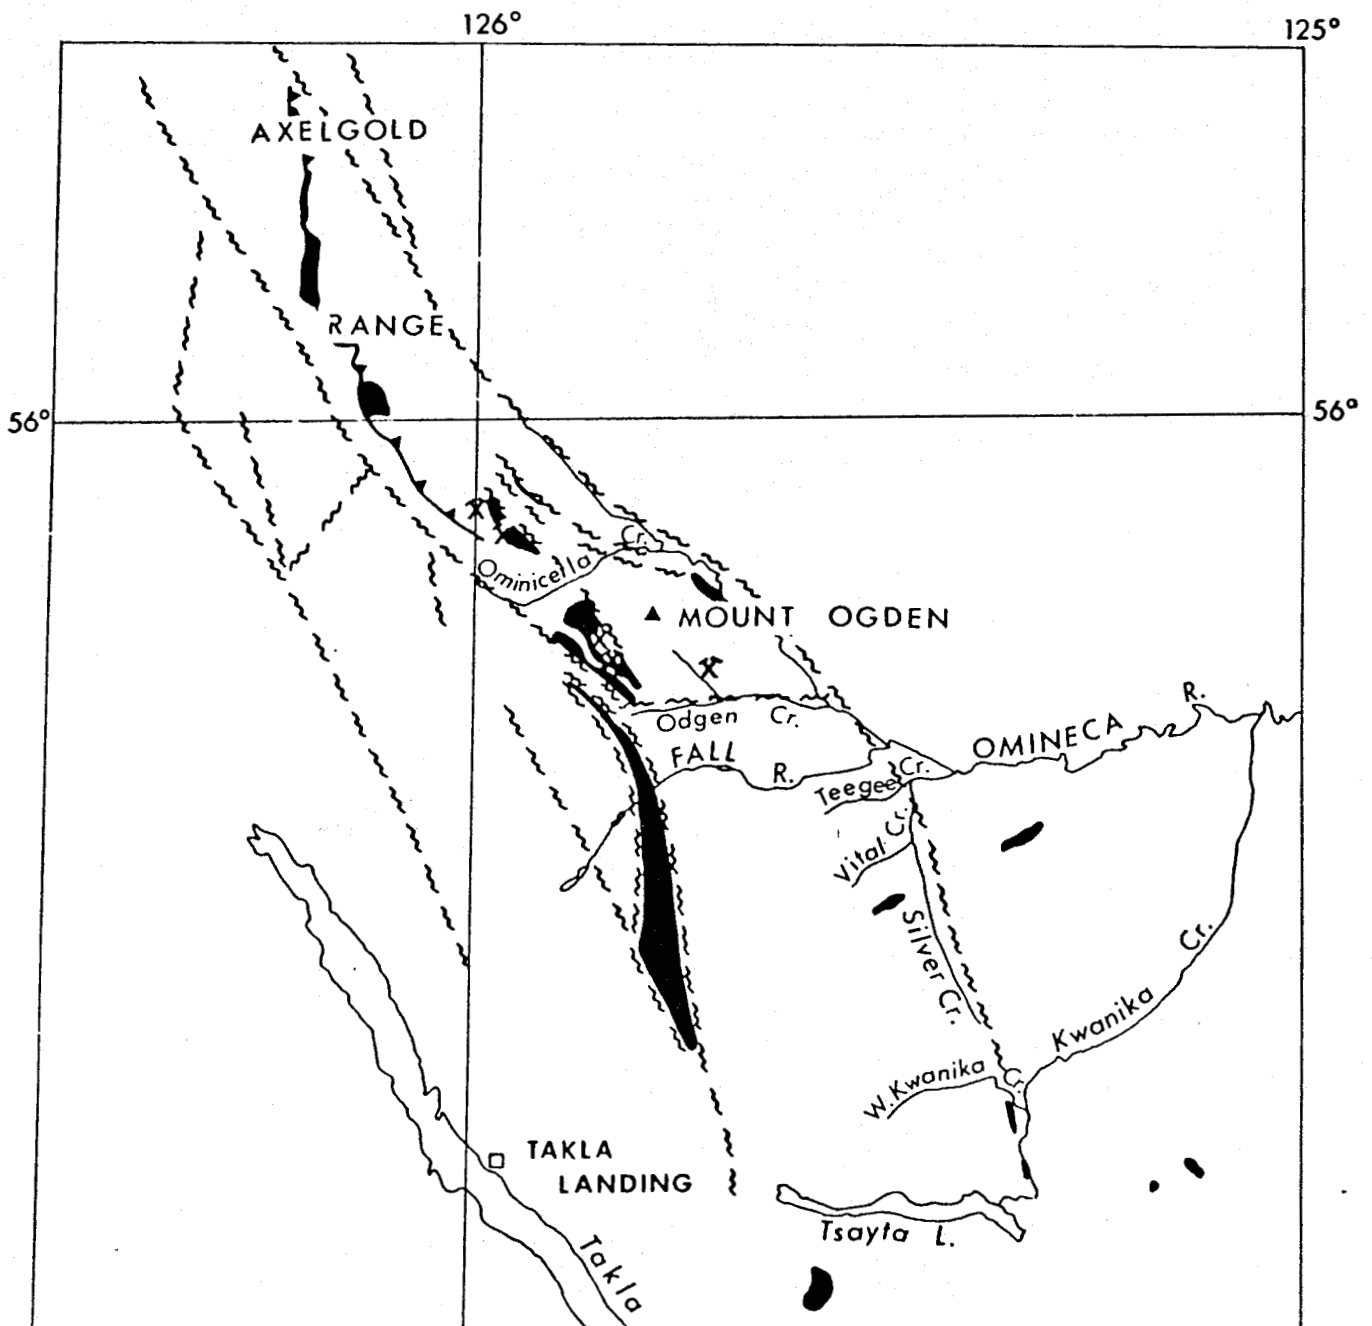 126° 125°
AXELGOLD
RANGE
56° 56°
Cr.
Ominicetla
MOUNT OGDEN
R.
Odgen Cr.
OMINECA
FALL
R.
Cr.
Teegee
Cr.
Vital
Silver Cr.
Cr.
Kwanika
W.Kwanika Cr.
TAKLA
LANDING
Tsayta L.
Takla